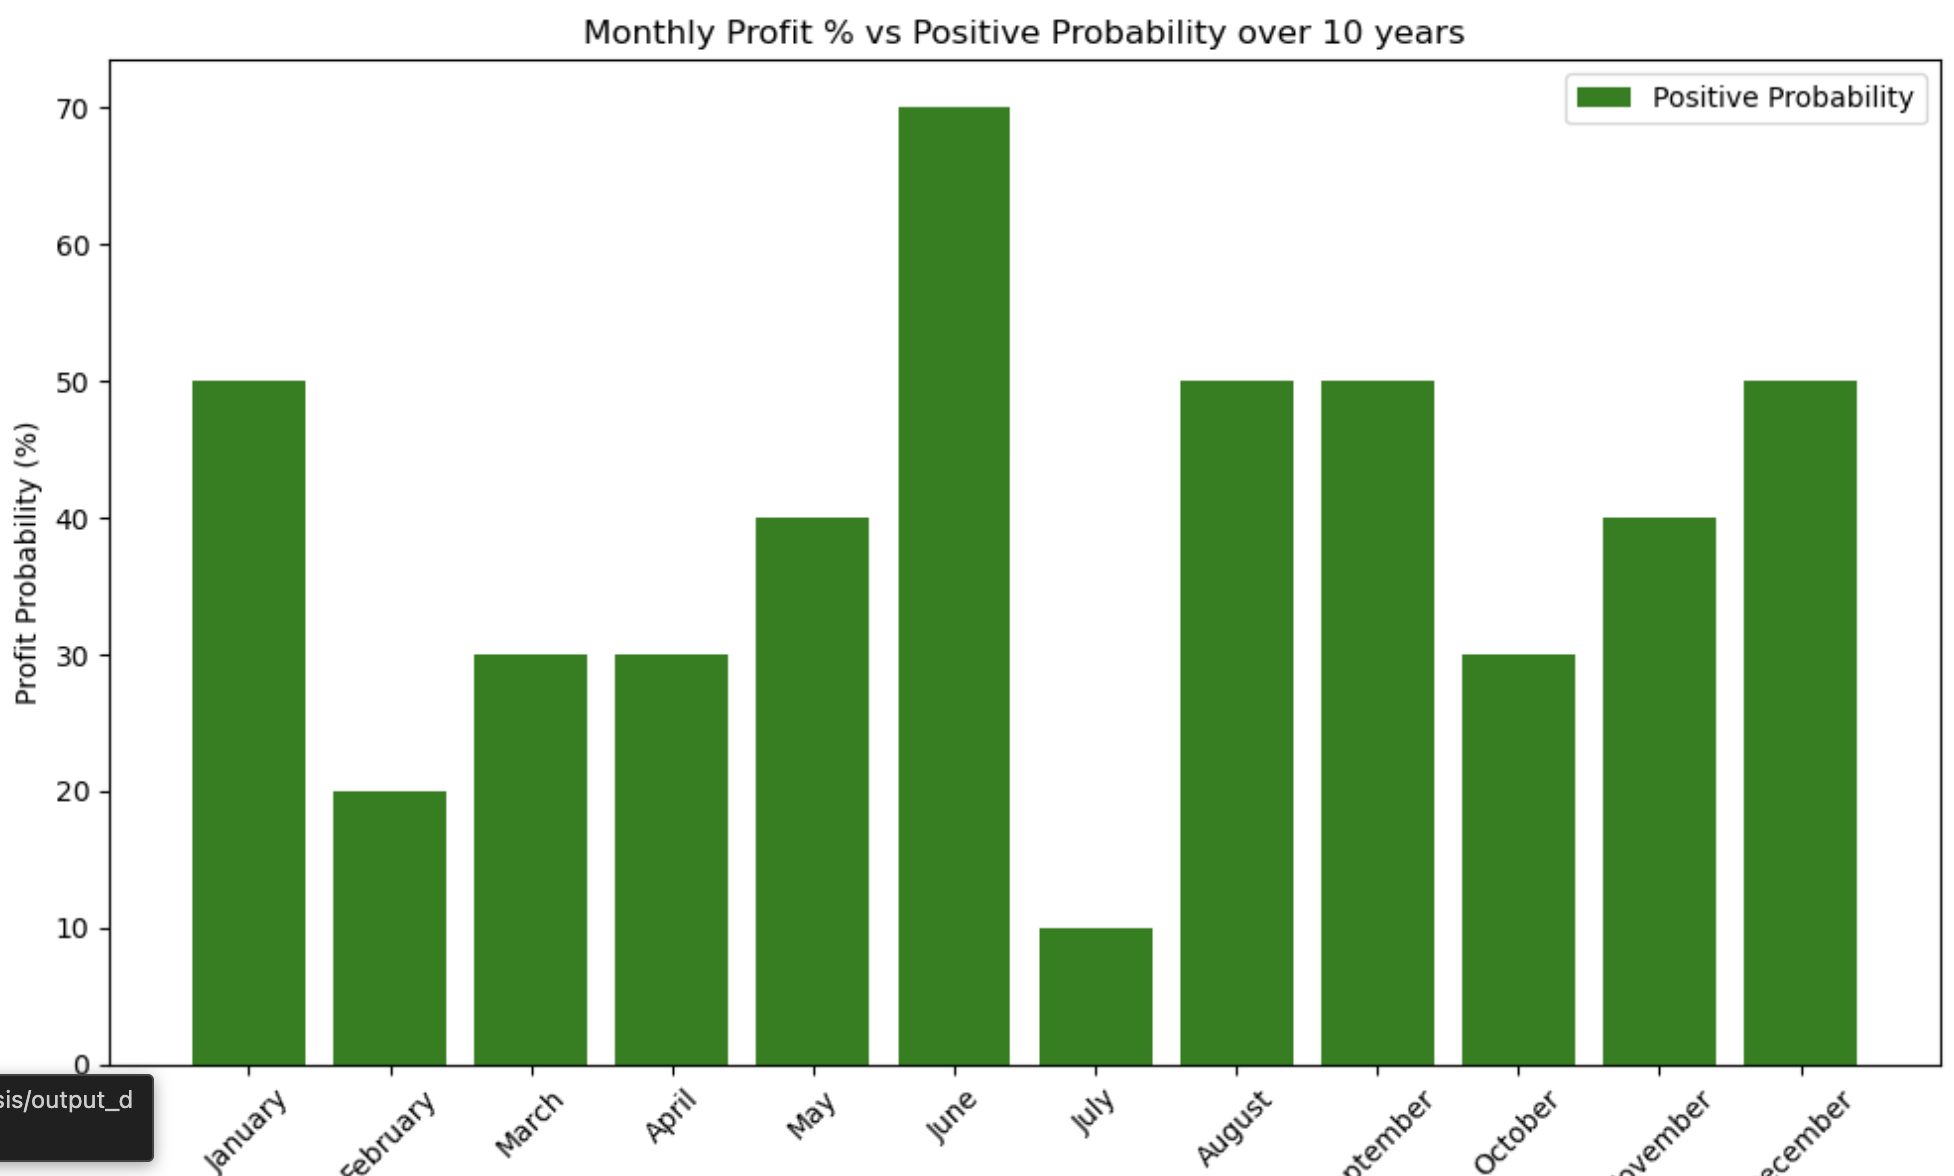 Monthly Profit % vs Positive Probability over 10 years
Positive Probability
Profit Probability (%)
70
60
50
40
30
20
10
0
sis/output_d
January
February
March
April
May
June
July
August
ptember
October
ovember
ecember